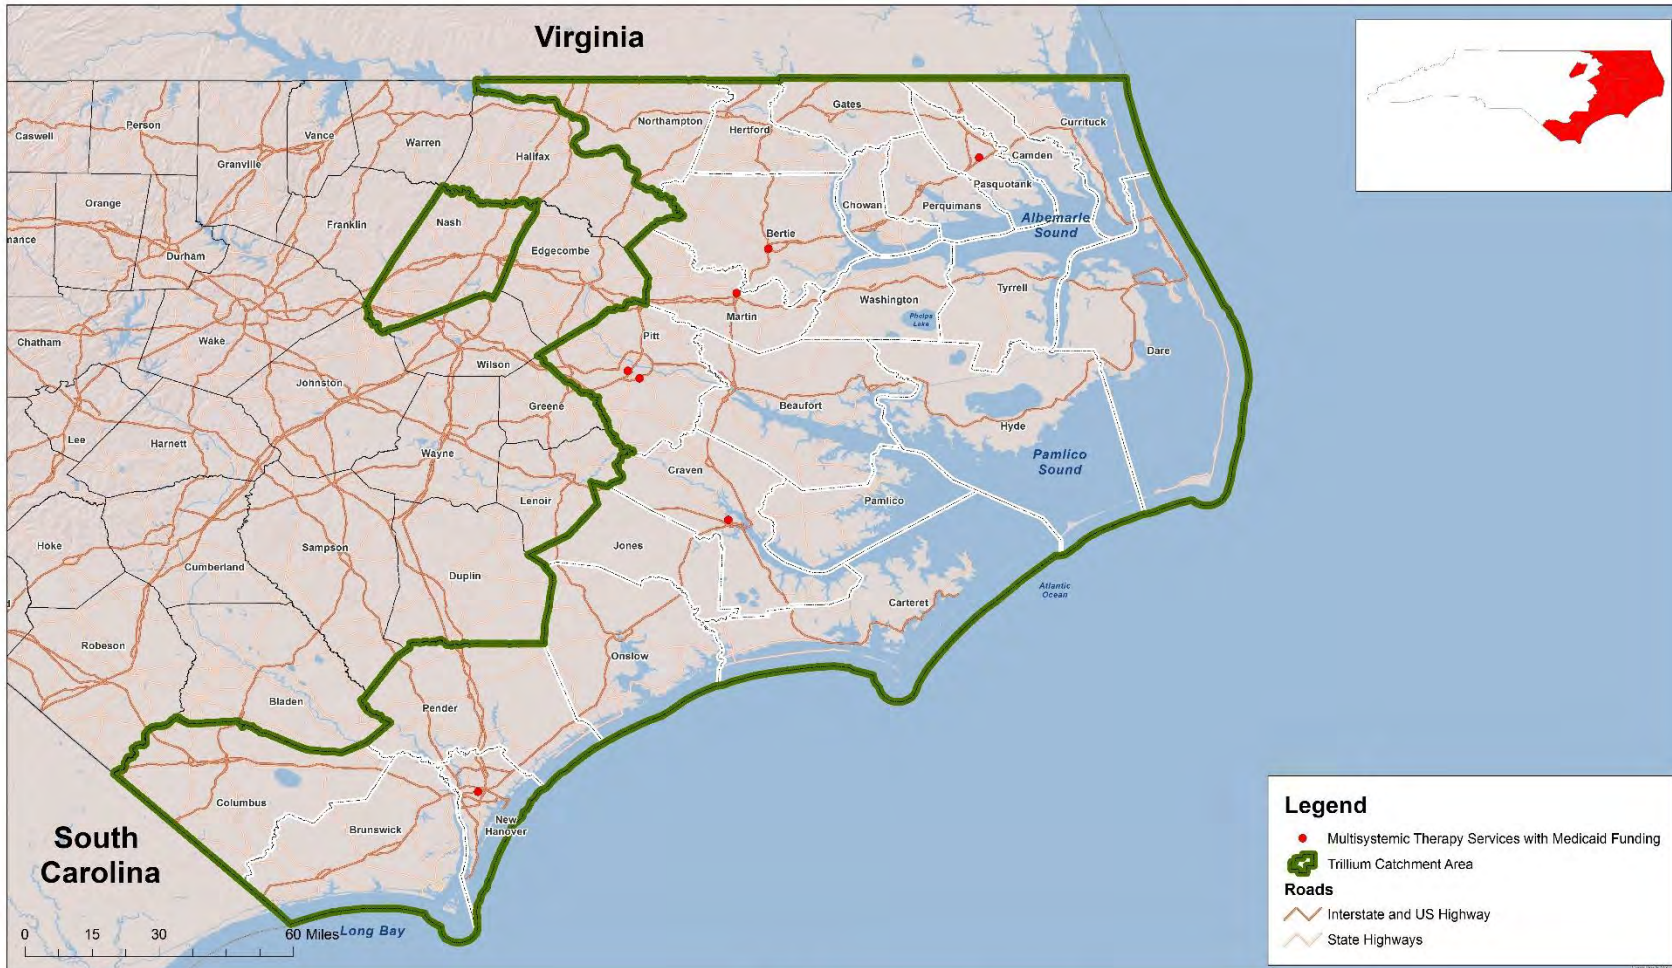 Virginia
Caswell
Person
Granville
Vance
Warren
Halifax
Northampton
Hertford
Gates
Currituck
Camden
Pasquotank
Perquimans
Chowan
Albemarle
Sound
Orange
mance
Durham
Franklin
Nash
Edgecombe
Bertie
Martin
Washington
Tyrrell
Phelps
Lake
Dare
Chatham
Wake
Johnston
Wilson
Pitt
Greene
Beaufort
Hyde
Lee
Harnett
Wayne
Craven
Pamlico
Sound
Pamlico
Lenoir
Hoke
Cumberland
Sampson
Duplin
Jones
Atlantic
Ocean
Carteret
Robeson
Bladen
Pender
Onslow
Columbus
Brunswick
New
Hanover
South
Carolina
0 15 30 60 Miles
Long Bay
Legend
Multisystemic Therapy Services with Medicaid Funding
Trillium Catchment Area
Roads
Interstate and US Highway
State Highways